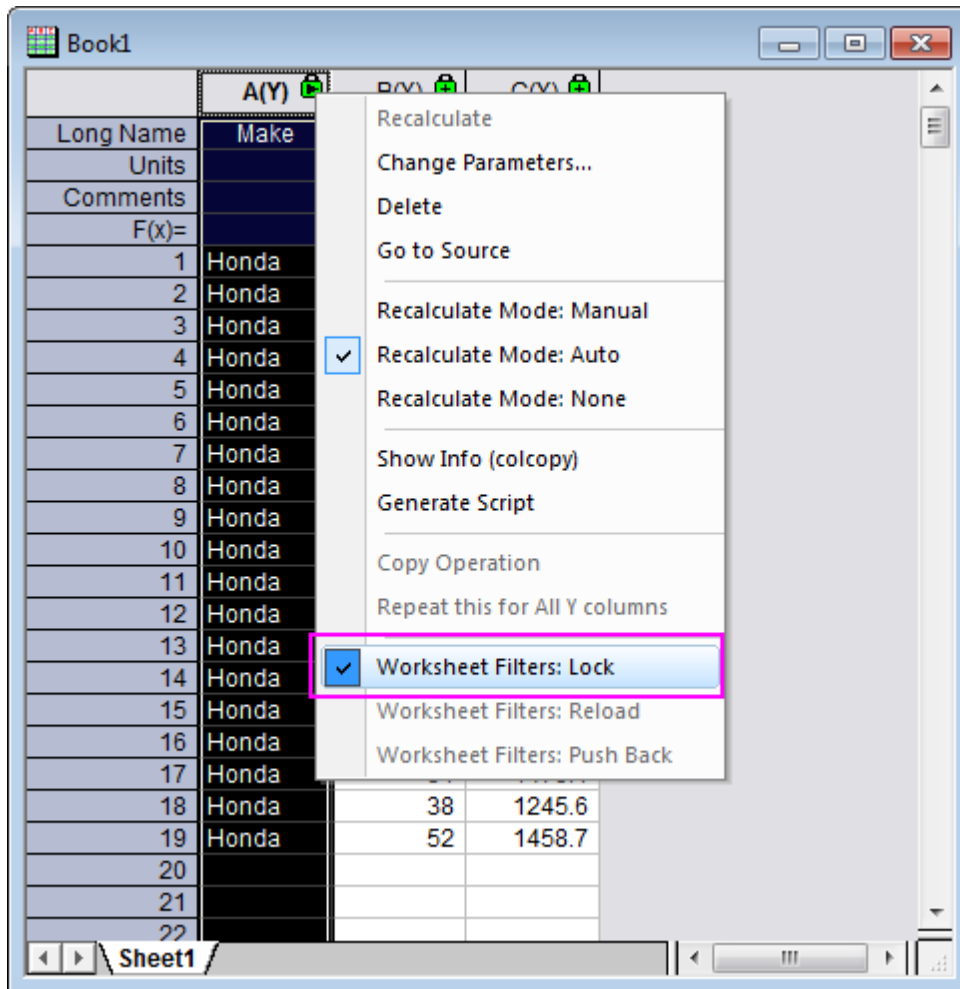 Book1
A(Y) B(Y) C(Y)
Long Name Make
Units
Comments
F(x)=
1 Honda
2 Honda
3 Honda
4 Honda
5 Honda
6 Honda
7 Honda
8 Honda
9 Honda
10 Honda
11 Honda
12 Honda
13 Honda
14 Honda
15 Honda
16 Honda
17 Honda
18 Honda 38 1245.6
19 Honda 52 1458.7
20
21
22
Sheet1
Recalculate
Change Parameters...
Delete
Go to Source
Recalculate Mode: Manual
Recalculate Mode: Auto
Recalculate Mode: None
Show Info (colcopy)
Generate Script
Copy Operation
Repeat this for All Y columns
Worksheet Filters: Lock
Worksheet Filters: Reload
Worksheet Filters: Push Back